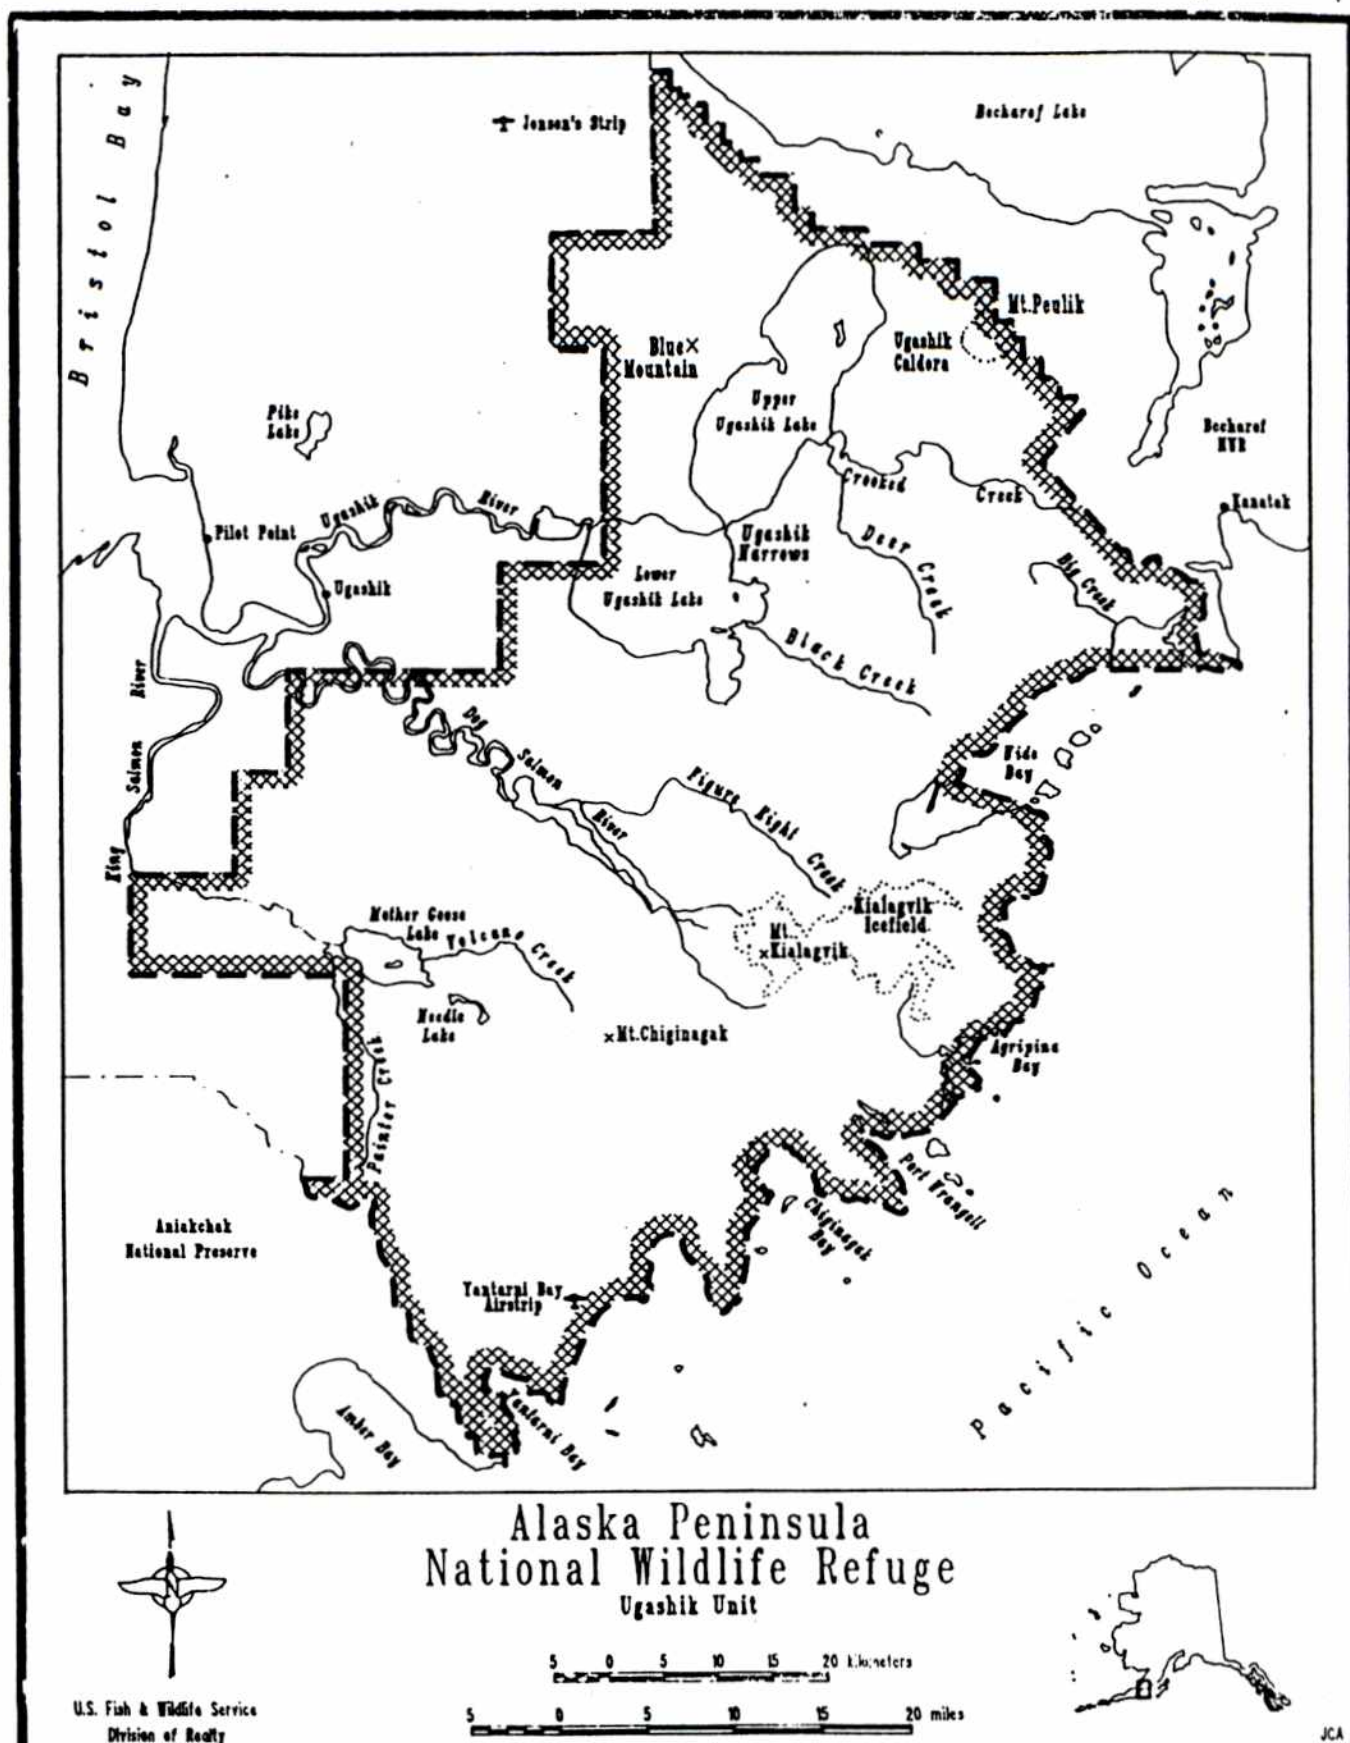 Bristol Bay
Jensen's Strip
Becharof Lake
Mt.Peulik
Ugashik
Caldera
Blue×
Mountain
Upper
Ugashik Lake
Pike
Lake
Becharof
NWR
Crooked
Creek
Kanatak
Ugashik
River
Pilot Point
Ugashik
Narrows
Deer Creek
Big Creek
Ugashik
Lower
Ugashik Lake
Black Creek
King
Salmon
River
Dog
Salmon
River
Wide
Bay
Figure Eight
Creek
Mother Goose
Lake
Volcano Creek
Kialagvik
Icefield
Mt.
×Kialagvik
Needle
Lake
×Mt.Chiginagak
Agripina
Bay
Painter Creek
Port Wrangell
Chiginagak
Bay
Aniakchak
National Preserve
Pacific Ocean
Yantarni Bay
Airstrip
Amber Bay
Yantarni Bay
Alaska Peninsula
National Wildlife Refuge
Ugashik Unit
N
5 0 5 10 15 20 kilometers
U.S. Fish & Wildlife Service
Division of Realty
5 0 5 10 15 20 miles
JCA